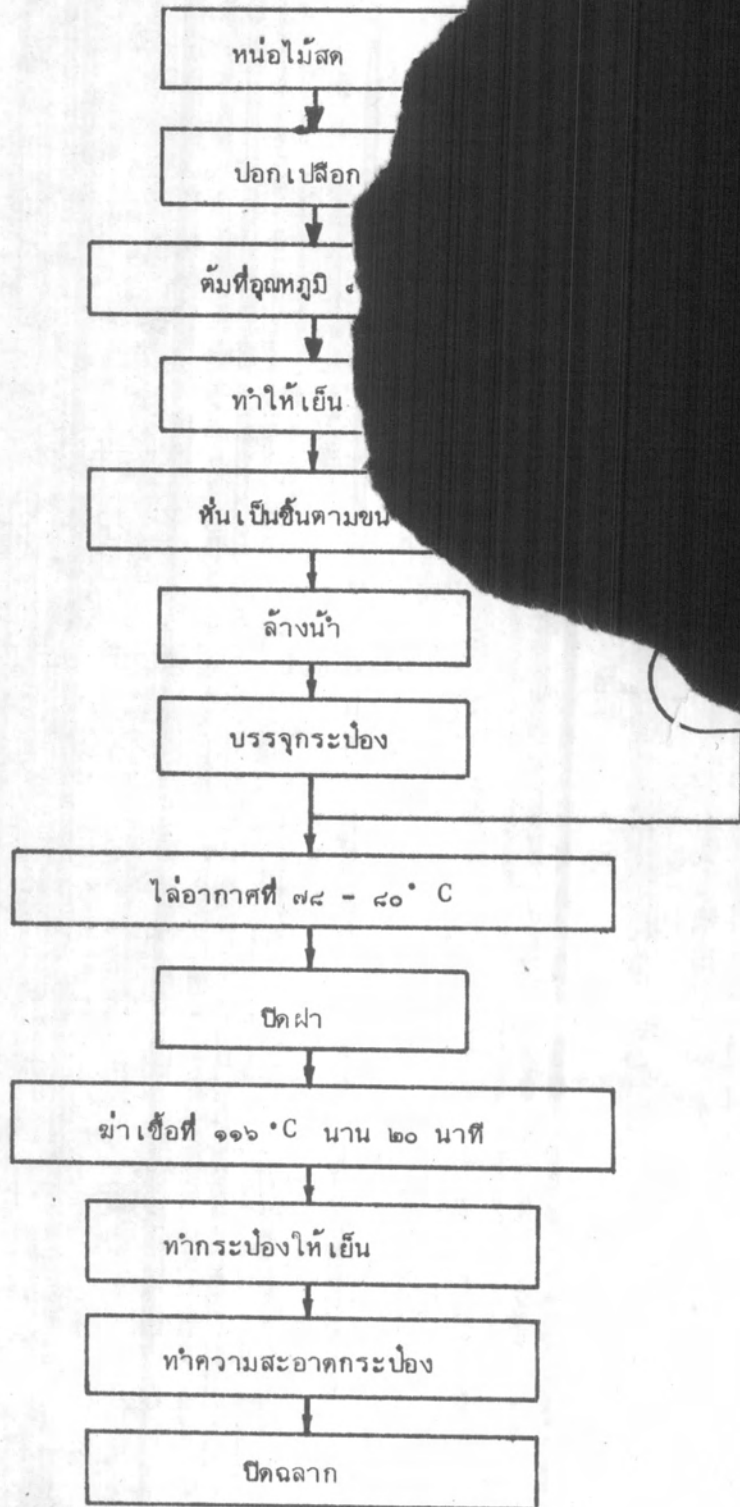 หน่อไม้สด
ปอกเปลือก
ต้มที่อุณหภูมิ
ทำให้เย็น
หั่นเป็นชิ้นตาม
ล้างน้ำ
บรรจุกระป๋อง
ไล่อากาศที่ ๗๘ - ๘๐° C
ปิดฝา
ฆ่าเชื้อที่ ๑๑๖ °C นาน ๒๐ นาที
ทำกระป๋องให้เย็น
ทำความสะอาดกระป๋อง
ปิดฉลาก